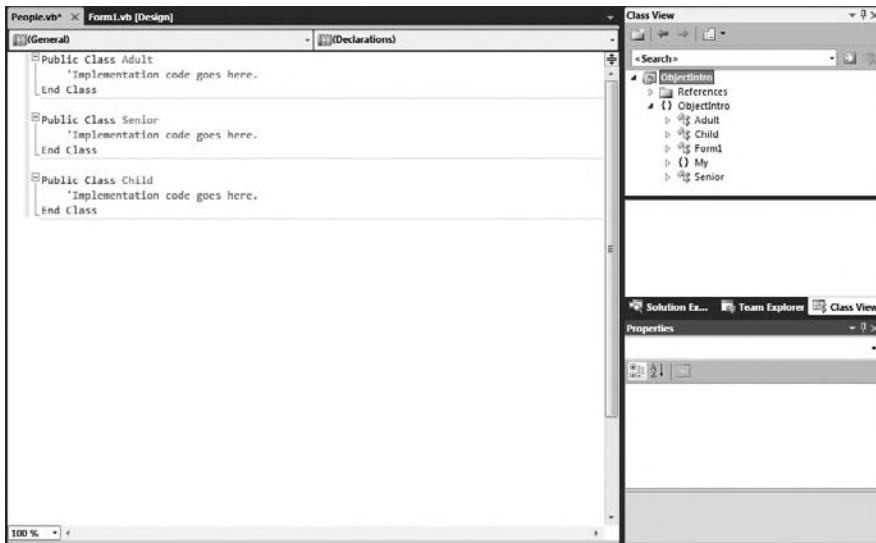 People.vb* × Form1.vb [Design]
(General)
(Declarations)
Public Class Adult
'Implementation code goes here.
End Class
Public Class Senior
'Implementation code goes here.
End Class
Public Class Child
'Implementation code goes here.
End Class
100 %
Class View
<Search>
ObjectIntro
References
{} ObjectIntro
Adult
Child
Form1
{} My
Senior
Solution Ex... Team Explorer Class View
Properties